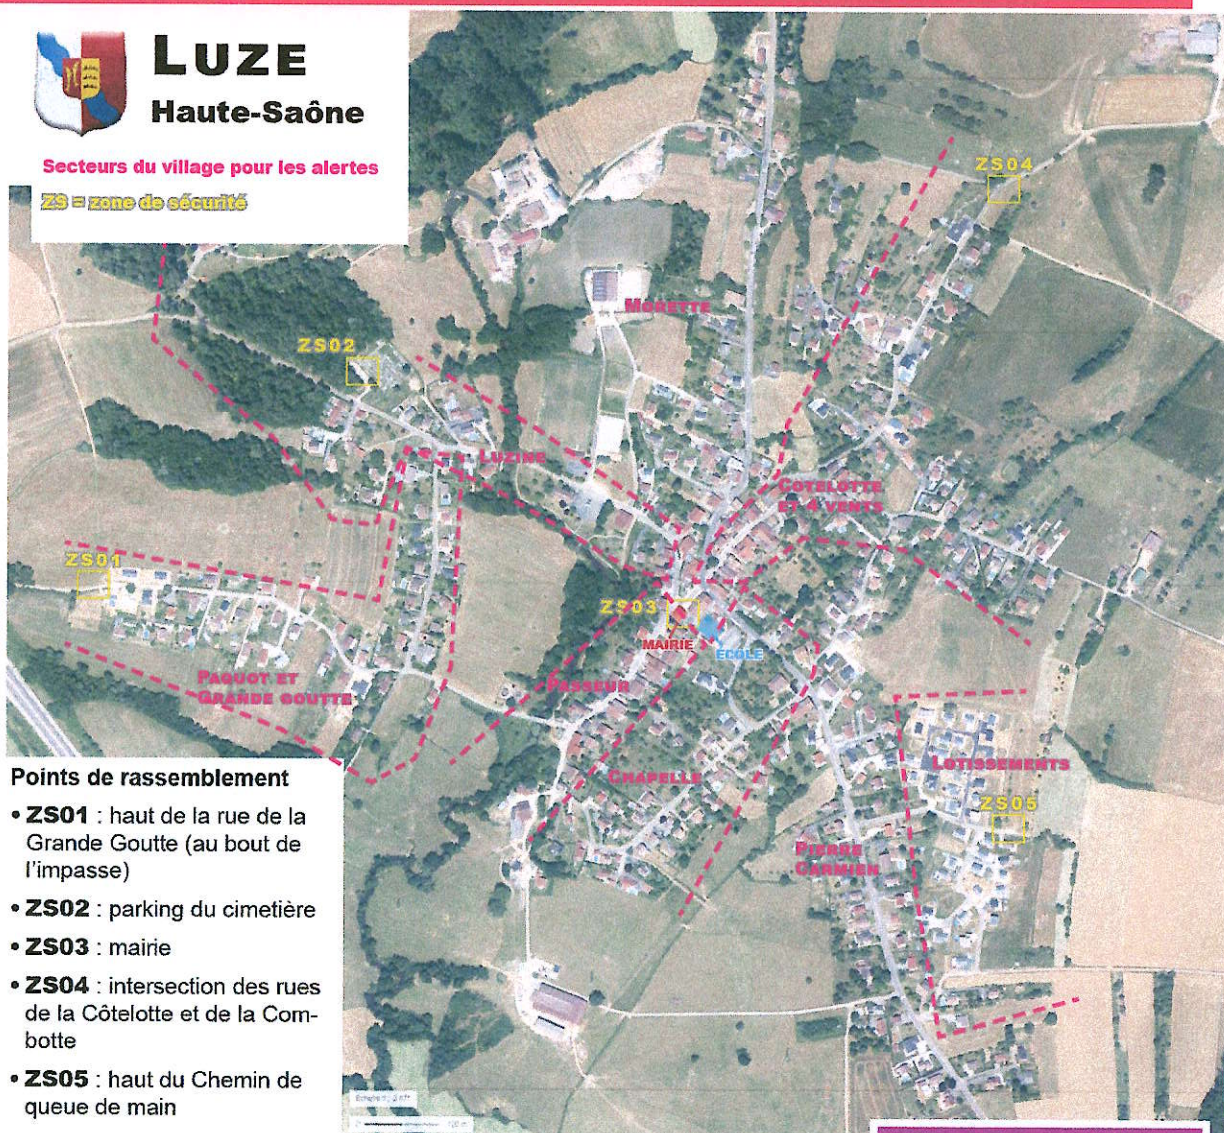 LUZE
Haute-Saône
Secteurs du village pour les alertes
ZS = zone de sécurité
ZS04
MORETTE
ZS02
LUZINE
COTELOTTE
ET 4 VENTS
ZS01
ZS03
MAIRIE
ECOLE
PAQUOT ET
GRANDE GOUTTE
PASSEUR
CHAPELLE
LOTISSEMENTS
ZS05
PIERRE
CARMIEN
Points de rassemblement
• ZS01 : haut de la rue de la
Grande Goutte (au bout de
l'impasse)
• ZS02 : parking du cimetière
• ZS03 : mairie
• ZS04 : intersection des rues
de la Côtelotte et de la Com-
botte
• ZS05 : haut du Chemin de
queue de main